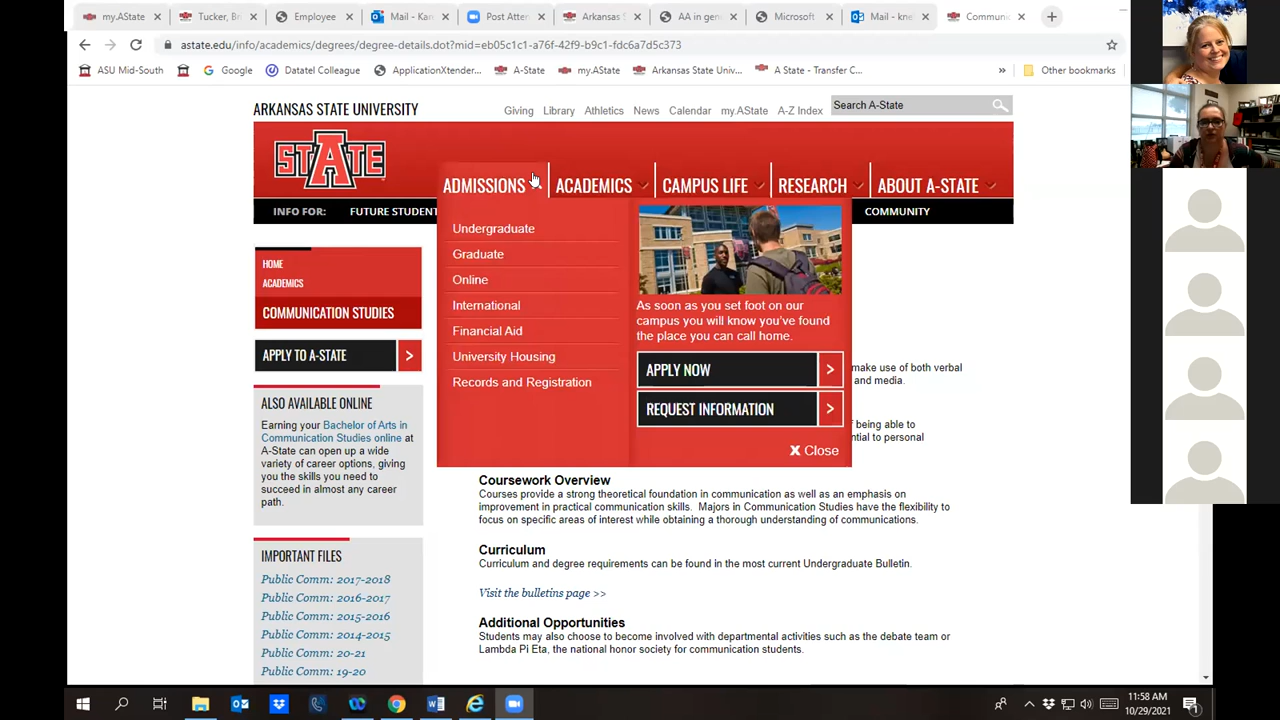 my.AState
Tucker, Br
Employee
Mail - Kar
Post Atten
Arkansas S
AA in gene
Microsoft
Mail - kne
Communic
astate.edu/info/academics/degrees/degree-details.dot?mid=eb05c1c1-a76f-42f9-b9c1-fdc6a7d5c373
ASU Mid-South
Google
Datatel Colleague
ApplicationXtender...
A-State
my.AState
Arkansas State Univ...
A State - Transfer C...
Other bookmarks
ARKANSAS STATE UNIVERSITY
Giving
Library
Athletics
News
Calendar
my.AState
A-Z Index
Search A-State
STATE
ADMISSIONS
ACADEMICS
CAMPUS LIFE
RESEARCH
ABOUT A-STATE
INFO FOR:
FUTURE STUDENT
COMMUNITY
HOME
ACADEMICS
COMMUNICATION STUDIES
APPLY TO A-STATE
ALSO AVAILABLE ONLINE
Earning your Bachelor of Arts in
Communication Studies online at
A-State can open up a wide
variety of career options, giving
you the skills you need to
succeed in almost any career
path.
IMPORTANT FILES
Public Comm: 2017-2018
Public Comm: 2016-2017
Public Comm: 2015-2016
Public Comm: 2014-2015
Public Comm: 20-21
Public Comm: 19-20
Undergraduate
Graduate
Online
International
Financial Aid
University Housing
Records and Registration
As soon as you set foot on our
campus you will know you've found
the place you can call home.
APPLY NOW
REQUEST INFORMATION
X Close
make use of both verbal
and media.
of being able to
ntial to personal
Coursework Overview
Courses provide a strong theoretical foundation in communication as well as an emphasis on
improvement in practical communication skills. Majors in Communication Studies have the flexibility to
focus on specific areas of interest while obtaining a thorough understanding of communications.
Curriculum
Curriculum and degree requirements can be found in the most current Undergraduate Bulletin.
Visit the bulletins page >>
Additional Opportunities
Students may also choose to become involved with departmental activities such as the debate team or
Lambda Pi Eta, the national honor society for communication students.
11:58 AM
10/29/2021